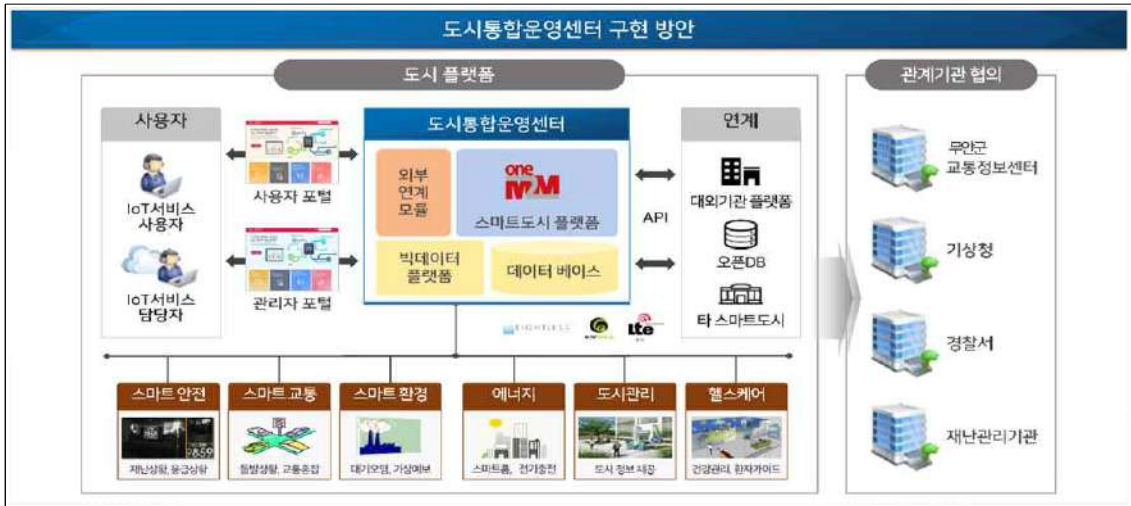 도시통합운영센터 구현 방안
도시 플랫폼
관계기관 협의
사용자
IoT서비스
사용자
IoT서비스
담당자
사용자 포털
관리자 포털
도시통합운영센터
외부
연계
모듈
one
M2M
스마트도시 플랫폼
빅데이터
플랫폼
데이터 베이스
API
연계
대외기관 플랫폼
오픈DB
타 스마트도시
Lte
스마트 안전
재난상황, 응급상황
스마트 교통
돌발상황, 교통혼잡
스마트 환경
대기오염, 기상예보
에너지
스마트홈, 전기충전
도시관리
도시 정보 제공
헬스케어
건강관리, 환자가이드
무안군
교통정보센터
기상청
경찰서
재난관리기관